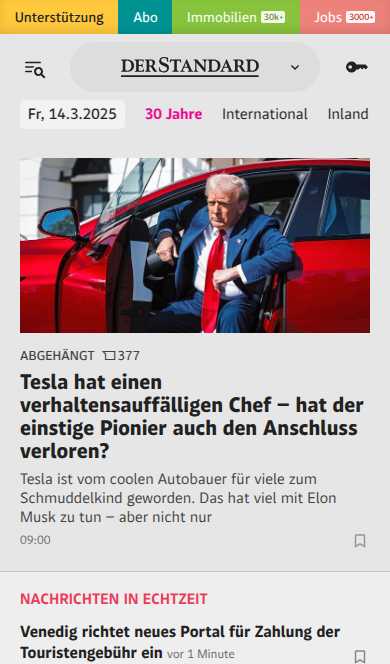 Unterstützung Abo Immobilien 30k+ Jobs 3000+
DERSTANDARD
Fr, 14.3.2025 30 Jahre International Inland
ABGEHÄNGT 377
Tesla hat einen
verhaltensauffälligen Chef – hat der
einstige Pionier auch den Anschluss
verloren?
Tesla ist vom coolen Autobauer für viele zum
Schmuddelkind geworden. Das hat viel mit Elon
Musk zu tun – aber nicht nur
09:00
NACHRICHTEN IN ECHTZEIT
Venedig richtet neues Portal für Zahlung der
Touristengebühr ein vor 1 Minute